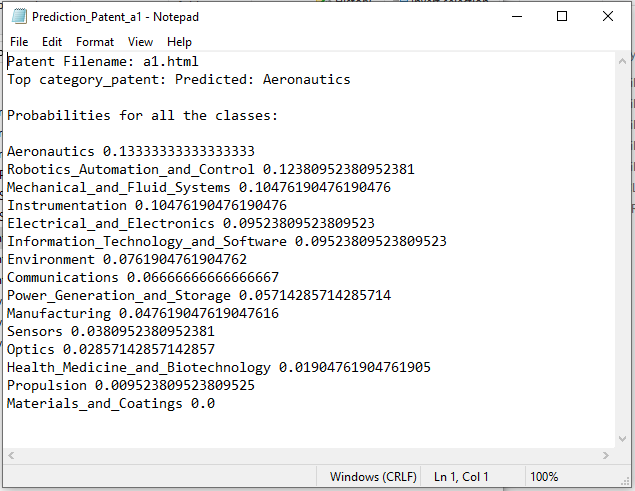 Prediction_Patent_a1 - Notepad
File Edit Format View Help
Patent Filename: a1.html
Top category_patent: Predicted: Aeronautics
Probabilities for all the classes:
Aeronautics 0.13333333333333333
Robotics_Automation_and_Control 0.12380952380952381
Mechanical_and_Fluid_Systems 0.10476190476190476
Instrumentation 0.10476190476190476
Electrical_and_Electronics 0.09523809523809523
Information_Technology_and_Software 0.09523809523809523
Environment 0.0761904761904762
Communications 0.06666666666666667
Power_Generation_and_Storage 0.05714285714285714
Manufacturing 0.047619047619047616
Sensors 0.0380952380952381
Optics 0.02857142857142857
Health_Medicine_and_Biotechnology 0.01904761904761905
Propulsion 0.009523809523809525
Materials_and_Coatings 0.0
Windows (CRLF) Ln 1, Col 1 100%